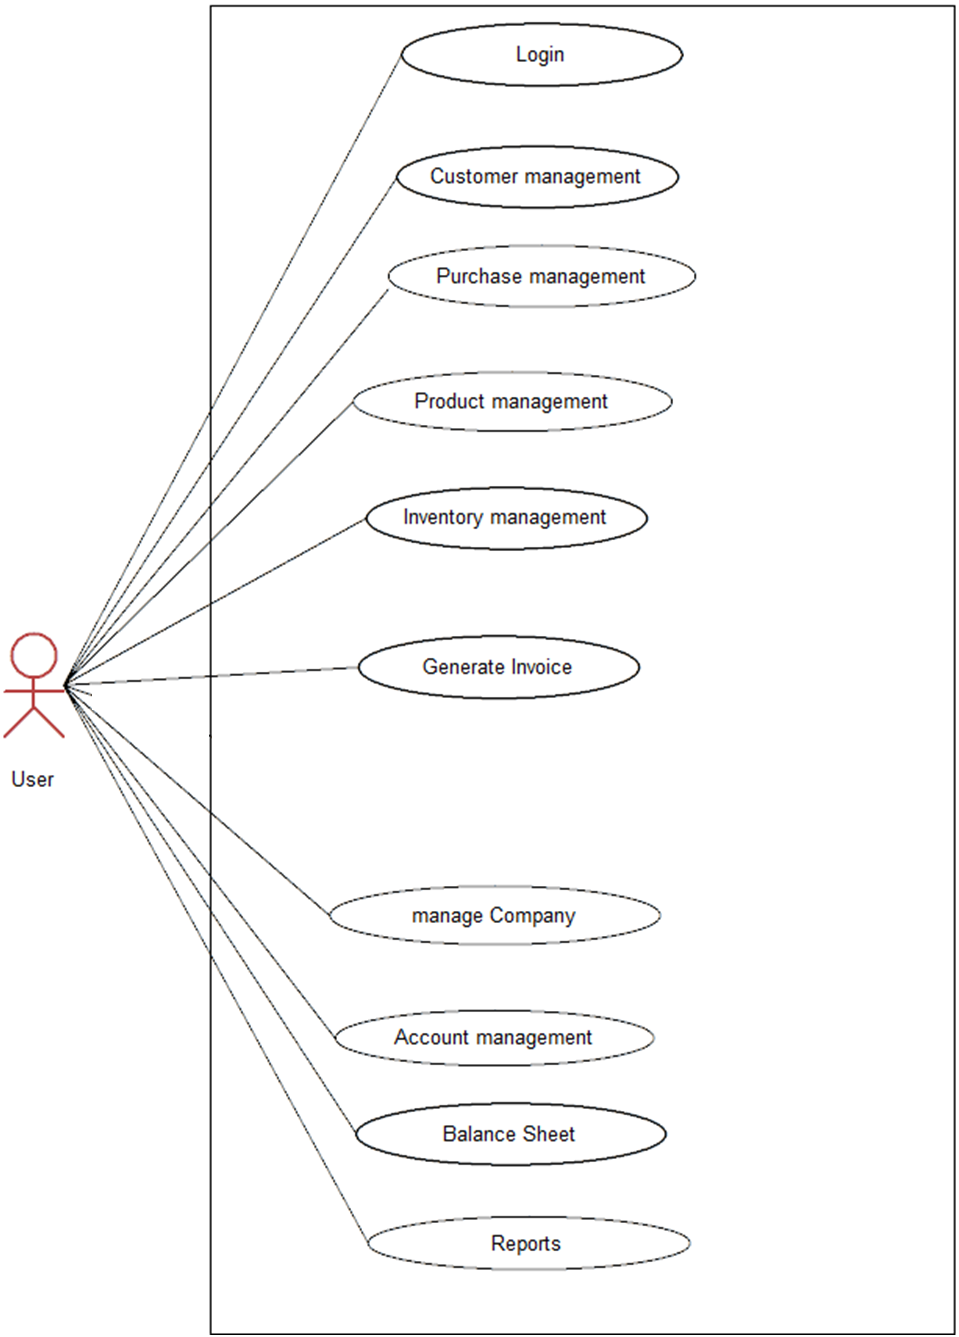 Login
Customer management
Purchase management
Product management
Inventory management
Generate Invoice
User
manage Company
Account management
Balance Sheet
Reports